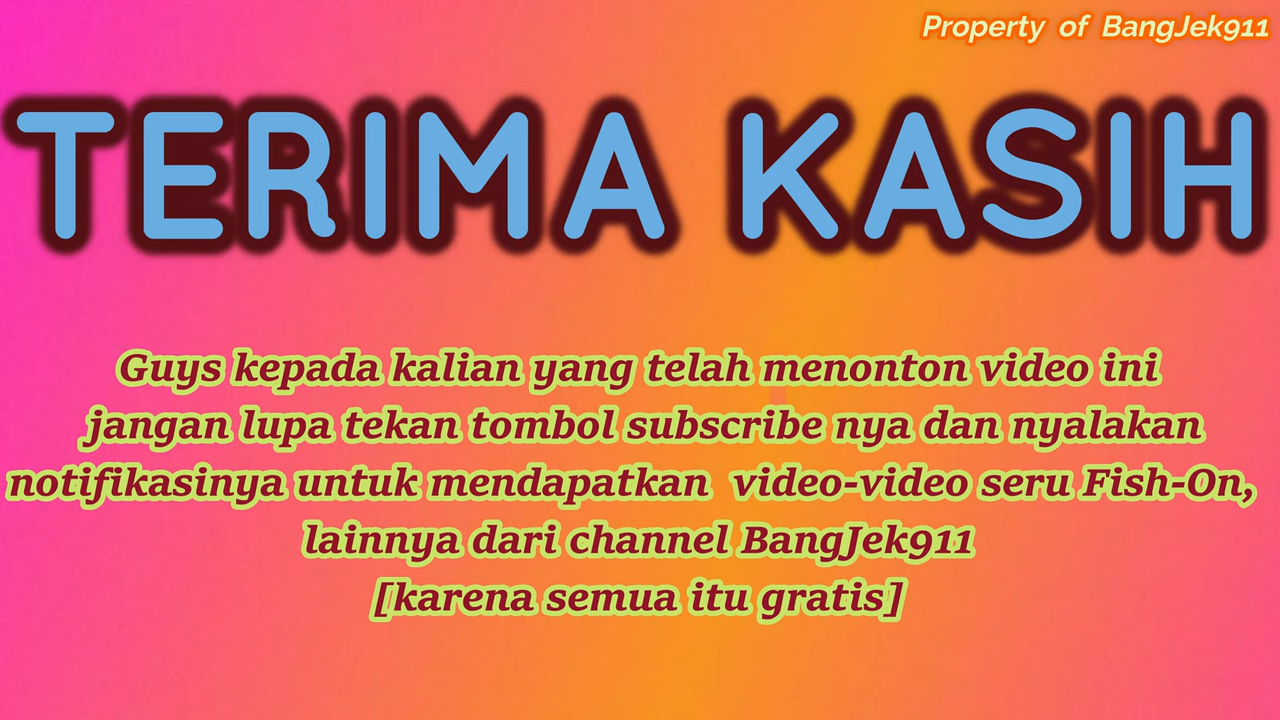 Property of BangJek911
TERIMA KASIH
Guys kepada kalian yang telah menonton video ini
jangan lupa tekan tombol subscribe nya dan nyalakan
notifikasinya untuk mendapatkan video-video seru Fish-On,
lainnya dari channel BangJek911
[karena semua itu gratis]